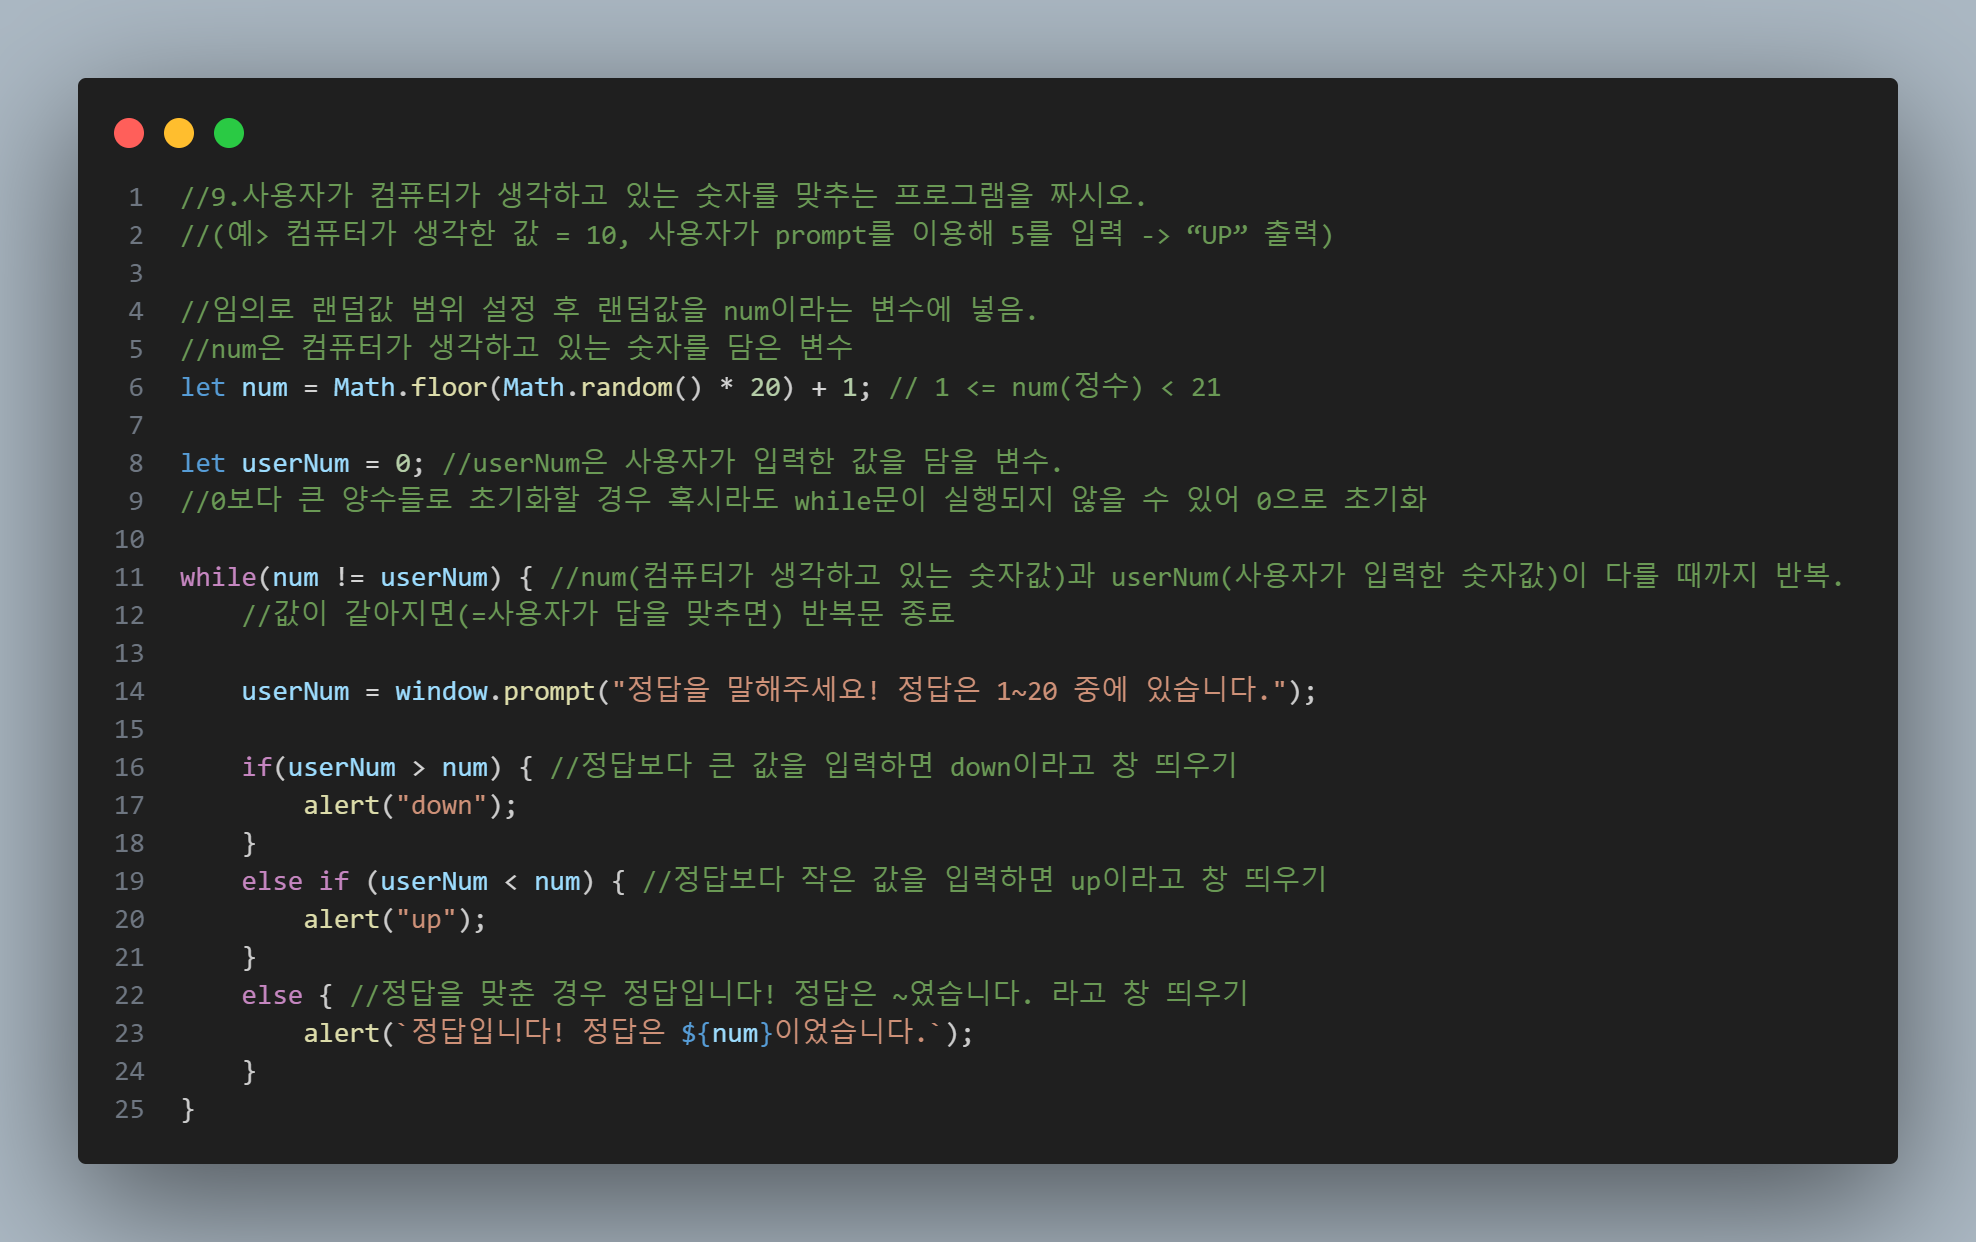 1 //9.사용자가 컴퓨터가 생각하고 있는 숫자를 맞추는 프로그램을 짜시오.
2 //(예> 컴퓨터가 생각한 값 = 10, 사용자가 prompt를 이용해 5를 입력 -> “UP” 출력)
3
4 //임의로 랜덤값 범위 설정 후 랜덤값을 num이라는 변수에 넣음.
5 //num은 컴퓨터가 생각하고 있는 숫자를 담은 변수
6 let num = Math.floor(Math.random() * 20) + 1; // 1 <= num(정수) < 21
7
8 let userNum = 0; //userNum은 사용자가 입력한 값을 담을 변수.
9 //0보다 큰 양수들로 초기화할 경우 혹시라도 while문이 실행되지 않을 수 있어 0으로 초기화
10
11 while(num != userNum) { //num(컴퓨터가 생각하고 있는 숫자값)과 userNum(사용자가 입력한 숫자값)이 다를 때까지 반복.
12     //값이 같아지면(=사용자가 답을 맞추면) 반복문 종료
13
14     userNum = window.prompt("정답을 말해주세요! 정답은 1~20 중에 있습니다.");
15
16     if(userNum > num) { //정답보다 큰 값을 입력하면 down이라고 창 띄우기
17         alert("down");
18     }
19     else if (userNum < num) { //정답보다 작은 값을 입력하면 up이라고 창 띄우기
20         alert("up");
21     }
22     else { //정답을 맞춘 경우 정답입니다! 정답은 ~였습니다. 라고 창 띄우기
23         alert(`정답입니다! 정답은 ${num}이었습니다.`);
24     }
25 }